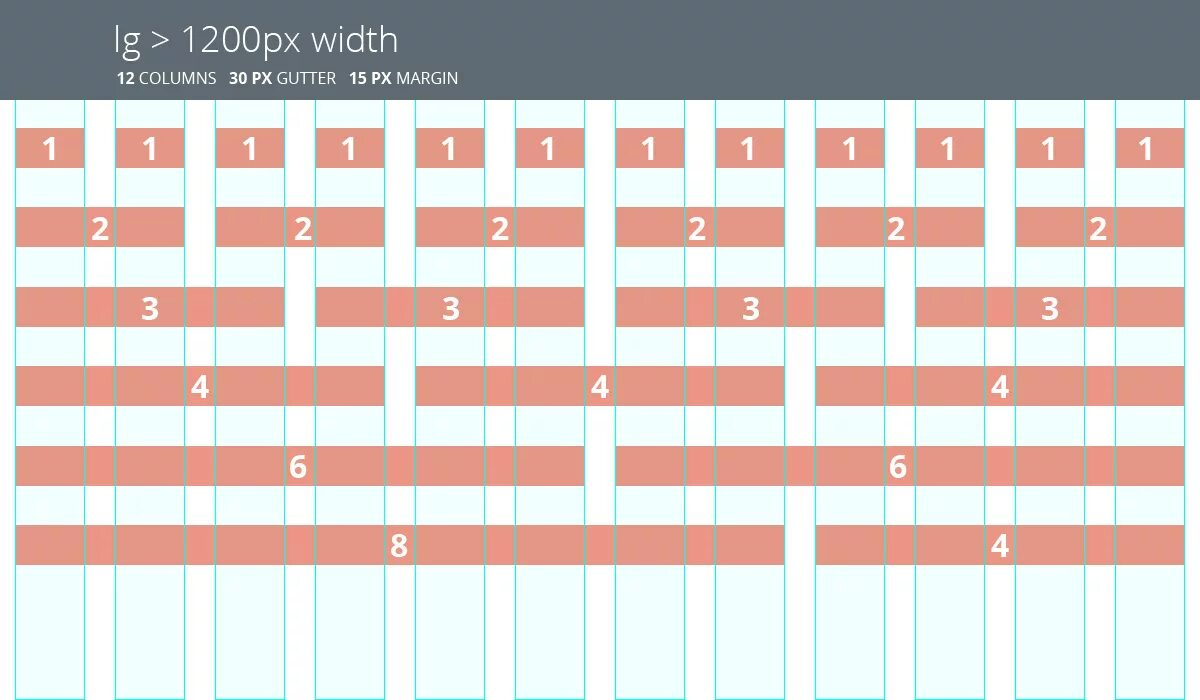 lg > 1200px width
12 COLUMNS 30 PX GUTTER 15 PX MARGIN
1 1 1 1 1 1 1 1 1 1 1 1
2 2 2 2 2 2
3 3 3 3
4 4 4
6 6
8 4